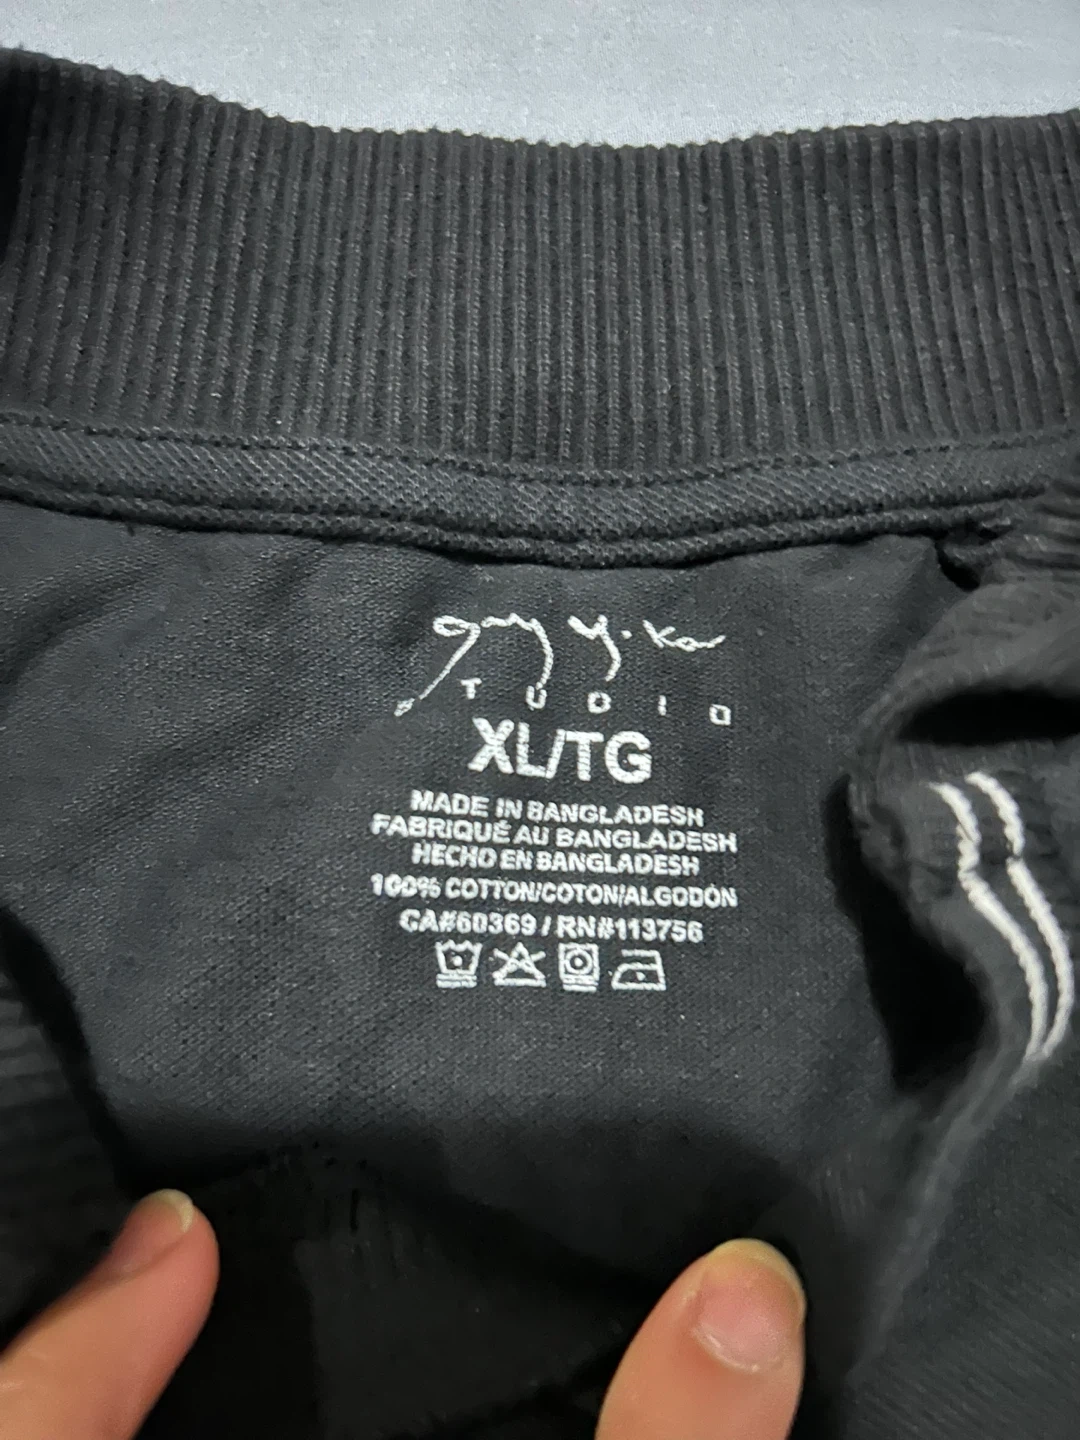 STUDIO
XL/TG
MADE IN BANGLADESH
FABRIQUÉ AU BANGLADESH
HECHO EN BANGLADESH
100% COTTON/COTON/ALGODÓN
CA#60369 / RN#113756